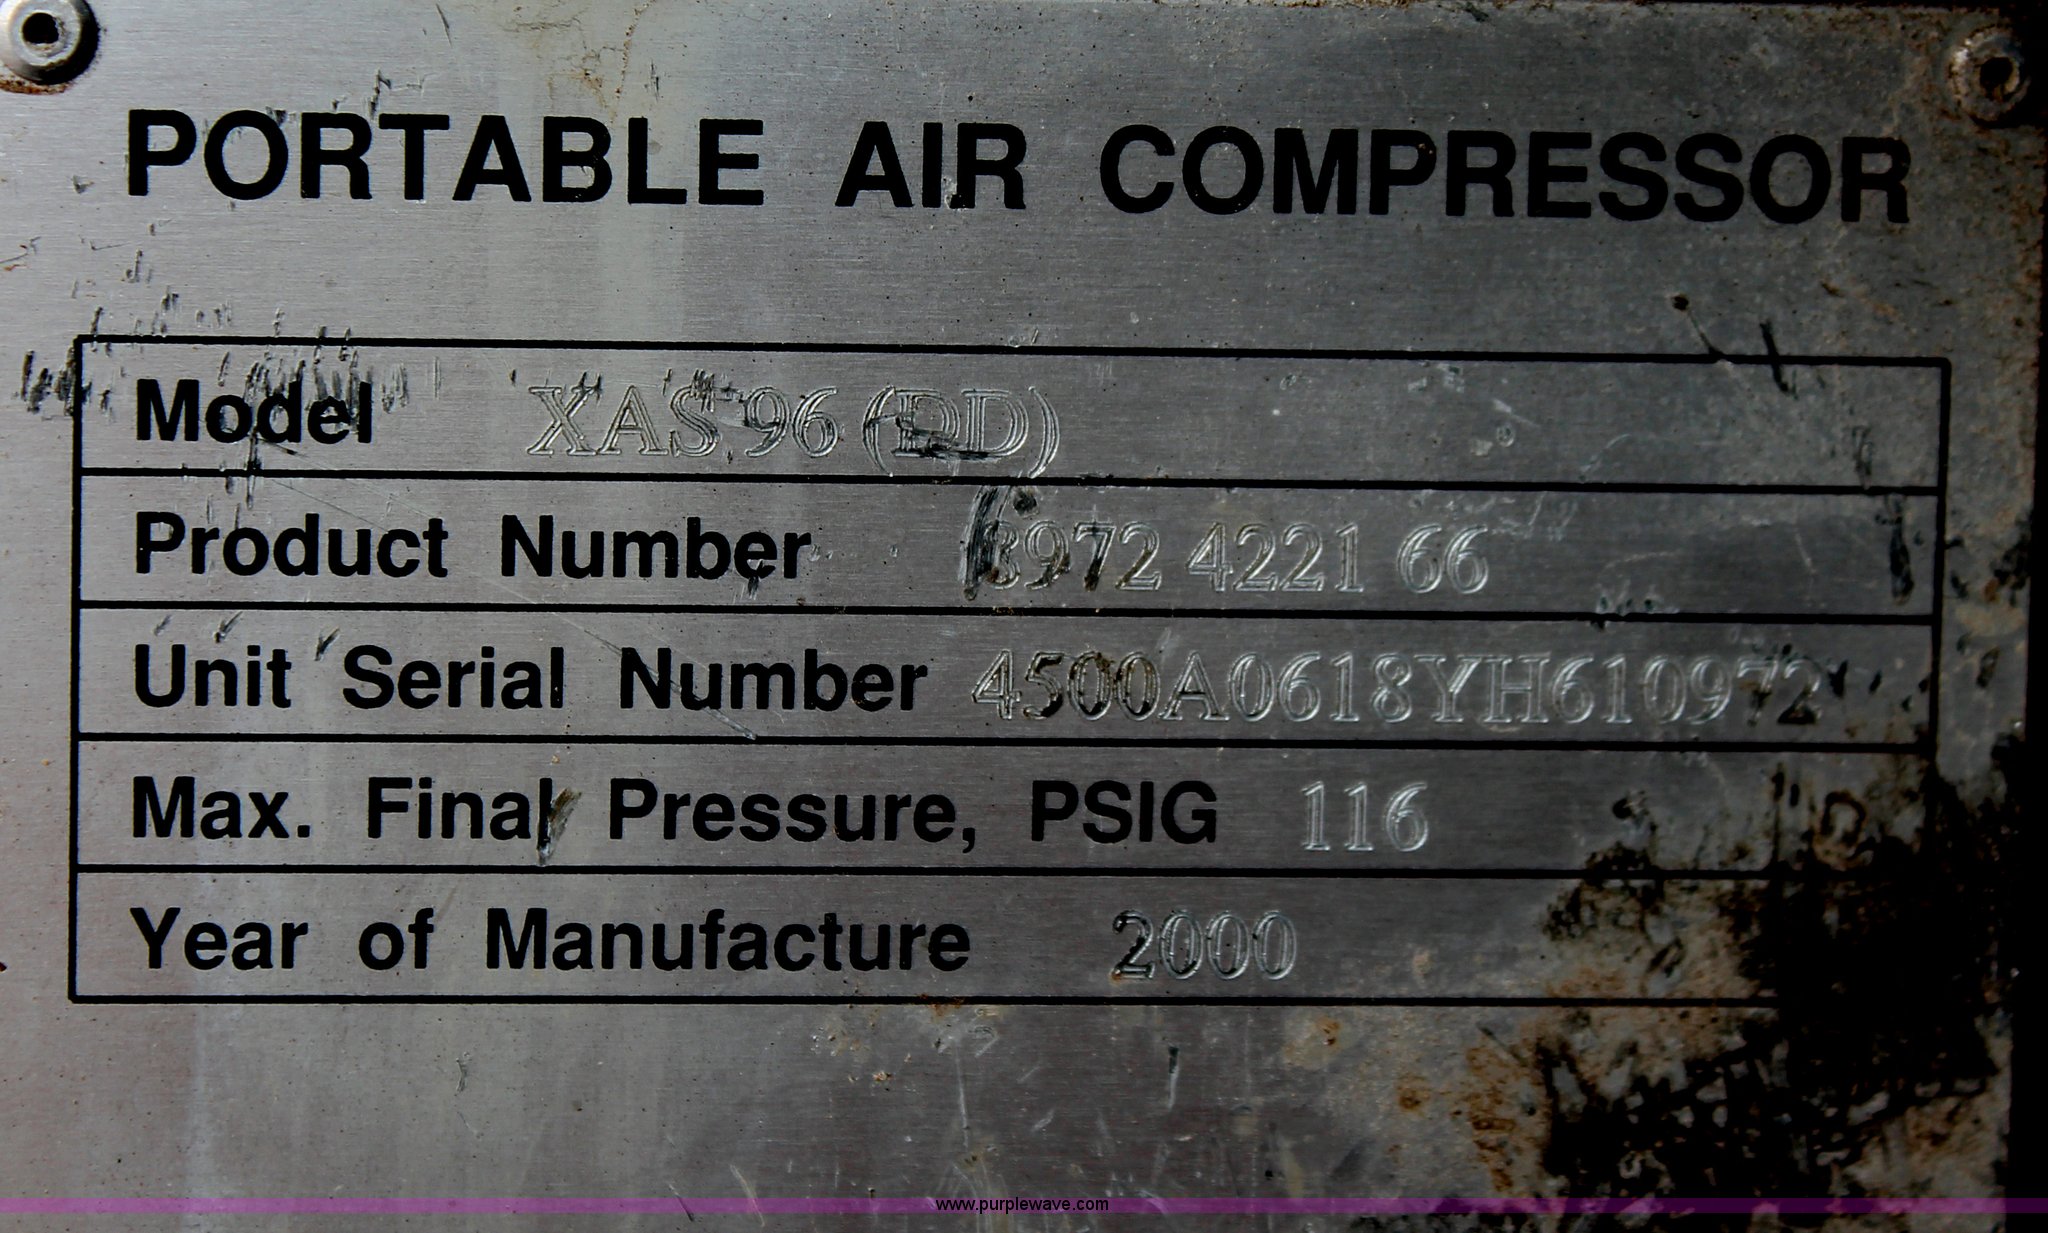 PORTABLE AIR COMPRESSOR
Model XAS 96 (DD)
Product Number 8972 4221 66
Unit Serial Number 4500A0618YH610972
Max. Final Pressure, PSIG 116
Year of Manufacture 2000
www.purplewave.com